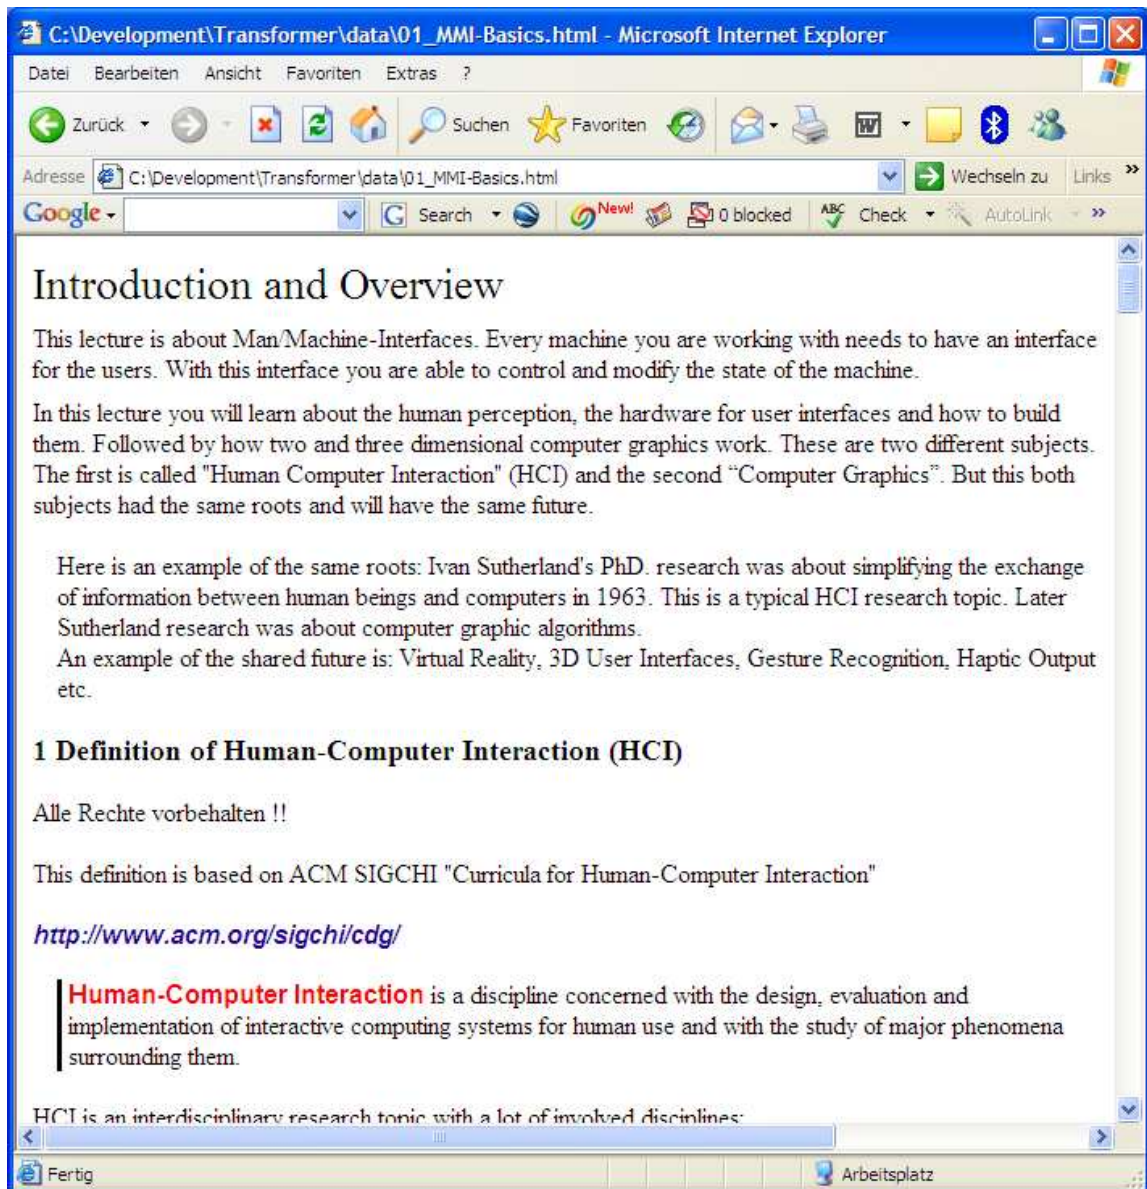 C:\Development\Transformer\data\01_MMI-Basics.html - Microsoft Internet Explorer
Datei Bearbeiten Ansicht Favoriten Extras ?
Zurück Suchen Favoriten
Adresse C:\Development\Transformer\data\01_MMI-Basics.html Wechseln zu Links »
Google Search New! 0 blocked ABC Check AutoLink »
Introduction and Overview
This lecture is about Man/Machine-Interfaces. Every machine you are working with needs to have an interface
for the users. With this interface you are able to control and modify the state of the machine.
In this lecture you will learn about the human perception, the hardware for user interfaces and how to build
them. Followed by how two and three dimensional computer graphics work. These are two different subjects.
The first is called "Human Computer Interaction" (HCI) and the second “Computer Graphics”. But this both
subjects had the same roots and will have the same future.
Here is an example of the same roots: Ivan Sutherland's PhD. research was about simplifying the exchange
of information between human beings and computers in 1963. This is a typical HCI research topic. Later
Sutherland research was about computer graphic algorithms.
An example of the shared future is: Virtual Reality, 3D User Interfaces, Gesture Recognition, Haptic Output
etc.
1 Definition of Human-Computer Interaction (HCI)
Alle Rechte vorbehalten !!
This definition is based on ACM SIGCHI "Curricula for Human-Computer Interaction"
http://www.acm.org/sigchi/cdg/
Human-Computer Interaction is a discipline concerned with the design, evaluation and
implementation of interactive computing systems for human use and with the study of major phenomena
surrounding them.
HCI is an interdisciplinary research topic with a lot of involved disciplines:
Fertig Arbeitsplatz